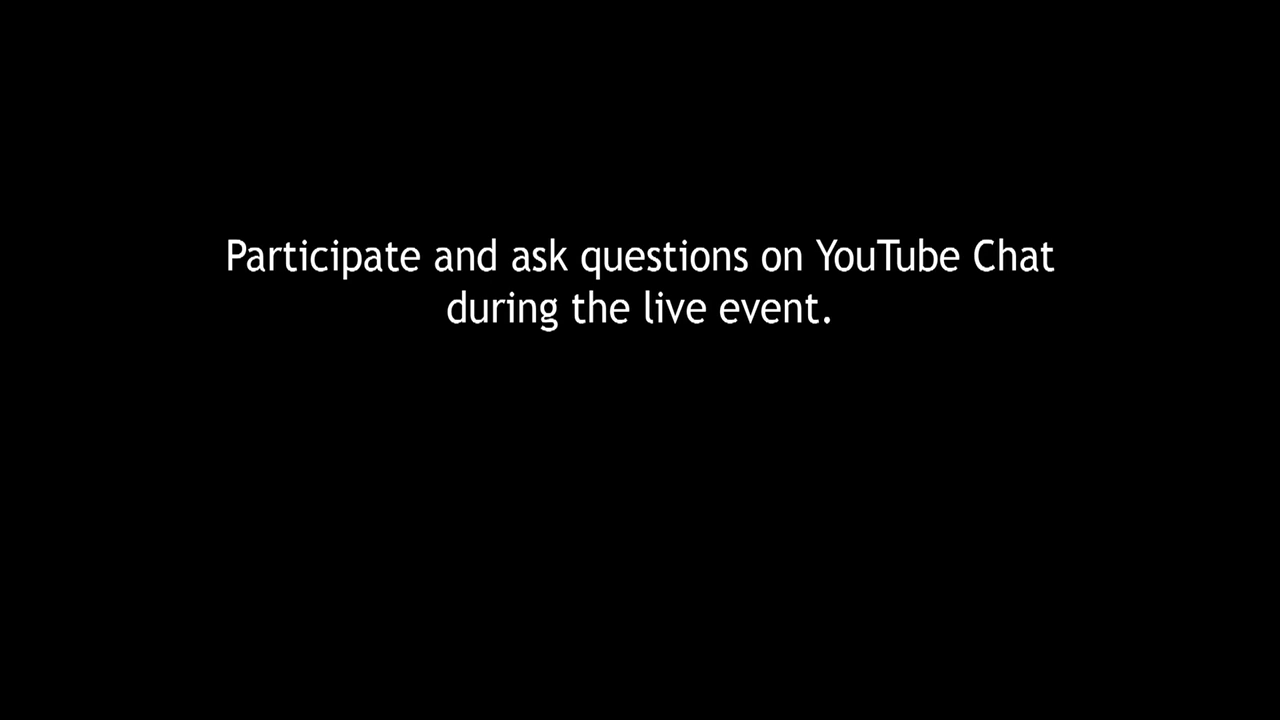 Participate and ask questions on YouTube Chat
during the live event.